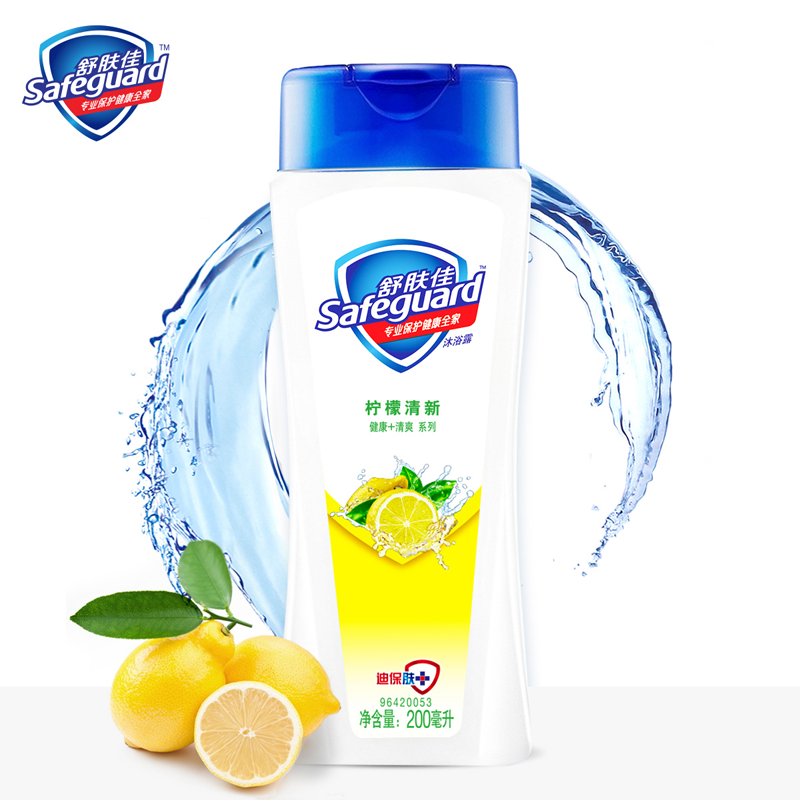 舒肤佳
Safeguard
TM
专业保护健康全家
舒肤佳
Safeguard
TM
专业保护健康全家
沐浴露
柠檬清新
健康+清爽 系列
迪保肤
96420053
净含量: 200毫升